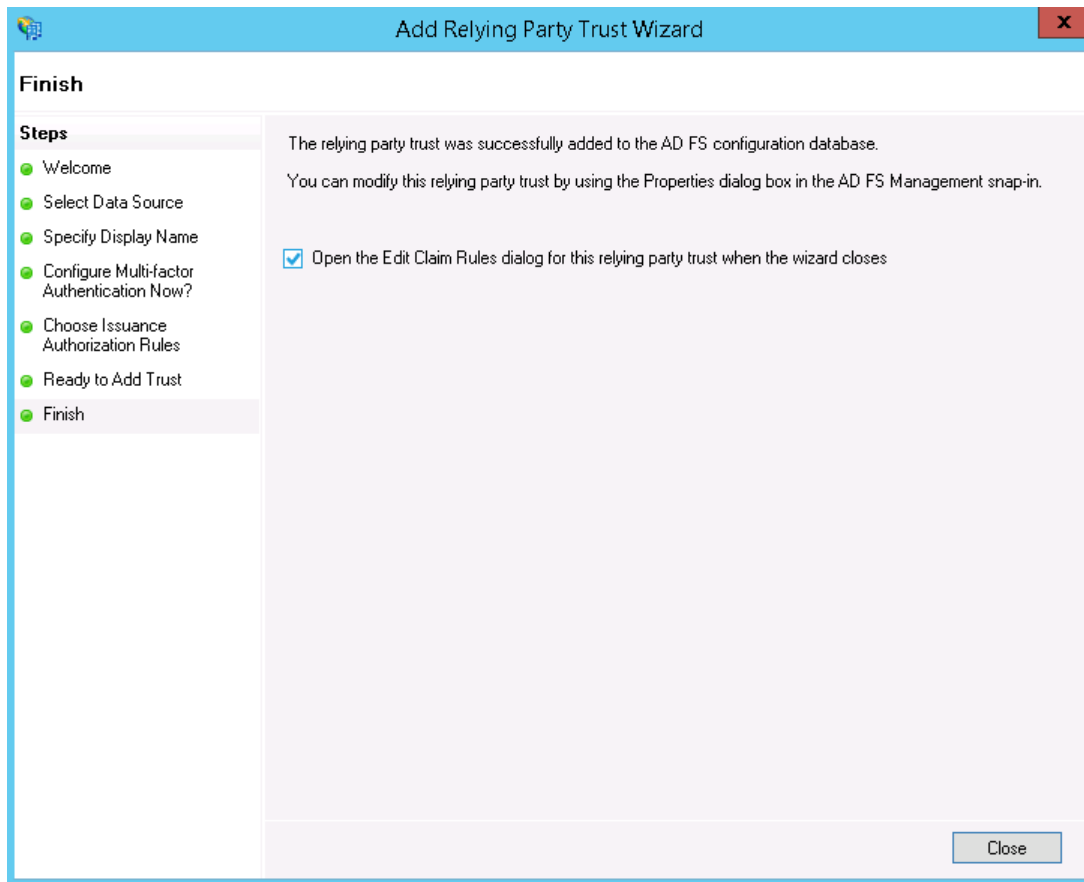 Add Relying Party Trust Wizard
x
Finish
Steps
Welcome
Select Data Source
Specify Display Name
Configure Multi-factor
Authentication Now?
Choose Issuance
Authorization Rules
Ready to Add Trust
Finish
The relying party trust was successfully added to the AD FS configuration database.
You can modify this relying party trust by using the Properties dialog box in the AD FS Management snap-in.
Open the Edit Claim Rules dialog for this relying party trust when the wizard closes
Close